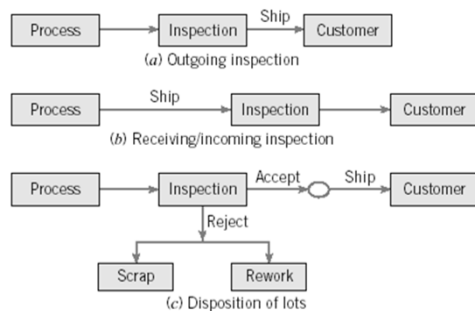 Ship
Process Inspection Customer
(a) Outgoing inspection
Ship
Process Inspection Customer
(b) Receiving/incoming inspection
Accept Ship
Process Inspection Customer
Reject
Scrap Rework
(c) Disposition of lots